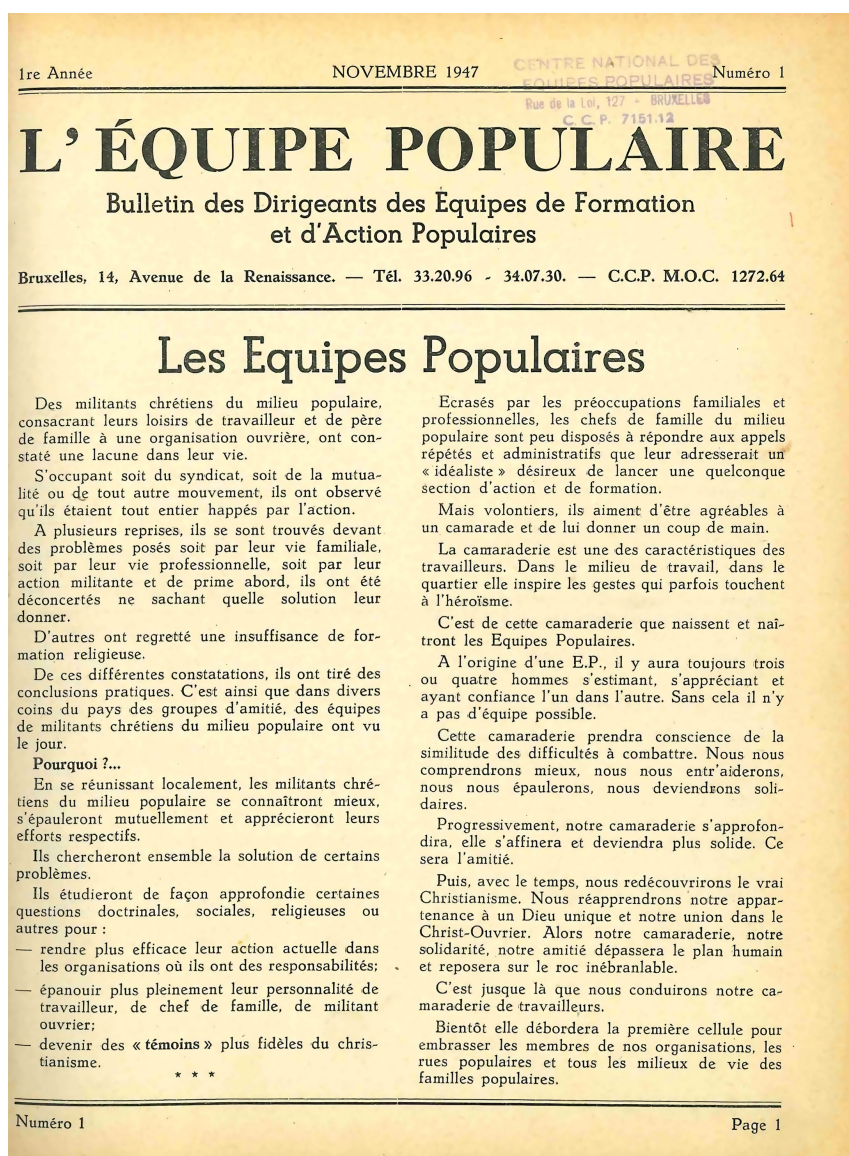 1re Année NOVEMBRE 1947 Numéro 1
CENTRE NATIONAL DES
EQUIPES POPULAIRES
Rue de la Loi, 127 - BRUXELLES
C. C. P. 7151.12
L'ÉQUIPE POPULAIRE
Bulletin des Dirigeants des Équipes de Formation
et d'Action Populaires
Bruxelles, 14, Avenue de la Renaissance. — Tél. 33.20.96 - 34.07.30. — C.C.P. M.O.C. 1272.64
Les Equipes Populaires
Des militants chrétiens du milieu populaire,
consacrant leurs loisirs de travailleur et de père
de famille à une organisation ouvrière, ont con-
staté une lacune dans leur vie.
S'occupant soit du syndicat, soit de la mutua-
lité ou de tout autre mouvement, ils ont observé
qu'ils étaient tout entier happés par l'action.
A plusieurs reprises, ils se sont trouvés devant
des problèmes posés soit par leur vie familiale,
soit par leur vie professionnelle, soit par leur
action militante et de prime abord, ils ont été
déconcertés ne sachant quelle solution leur
donner.
D'autres ont regretté une insuffisance de for-
mation religieuse.
De ces différentes constatations, ils ont tiré des
conclusions pratiques. C'est ainsi que dans divers
coins du pays des groupes d'amitié, des équipes
de militants chrétiens du milieu populaire ont vu
le jour.
Pourquoi ?...
En se réunissant localement, les militants chré-
tiens du milieu populaire se connaîtront mieux,
s'épauleront mutuellement et apprécieront leurs
efforts respectifs.
Ils chercheront ensemble la solution de certains
problèmes.
Ils étudieront de façon approfondie certaines
questions doctrinales, sociales, religieuses ou
autres pour :
— rendre plus efficace leur action actuelle dans
les organisations où ils ont des responsabilités;
— épanouir plus pleinement leur personnalité de
travailleur, de chef de famille, de militant
ouvrier;
— devenir des « témoins » plus fidèles du chris-
tianisme.
* * *
Ecrasés par les préoccupations familiales et
professionnelles, les chefs de famille du milieu
populaire sont peu disposés à répondre aux appels
répétés et administratifs que leur adresserait un
« idéaliste » désireux de lancer une quelconque
section d'action et de formation.
Mais volontiers, ils aiment d'être agréables à
un camarade et de lui donner un coup de main.
La camaraderie est une des caractéristiques des
travailleurs. Dans le milieu de travail, dans le
quartier elle inspire les gestes qui parfois touchent
à l'héroïsme.
C'est de cette camaraderie que naissent et naî-
tront les Equipes Populaires.
A l'origine d'une E.P., il y aura toujours trois
ou quatre hommes s'estimant, s'appréciant et
ayant confiance l'un dans l'autre. Sans cela il n'y
a pas d'équipe possible.
Cette camaraderie prendra conscience de la
similitude des difficultés à combattre. Nous nous
comprendrons mieux, nous nous entr'aiderons,
nous nous épaulerons, nous deviendrons soli-
daires.
Progressivement, notre camaraderie s'approfon-
dira, elle s'affinera et deviendra plus solide. Ce
sera l'amitié.
Puis, avec le temps, nous redécouvrirons le vrai
Christianisme. Nous réapprendrons notre appar-
tenance à un Dieu unique et notre union dans le
Christ-Ouvrier. Alors notre camaraderie, notre
solidarité, notre amitié dépassera le plan humain
et reposera sur le roc inébranlable.
C'est jusque là que nous conduirons notre ca-
maraderie de travailleurs.
Bientôt elle débordera la première cellule pour
embrasser les membres de nos organisations, les
rues populaires et tous les milieux de vie des
familles populaires.
Numéro 1 Page 1